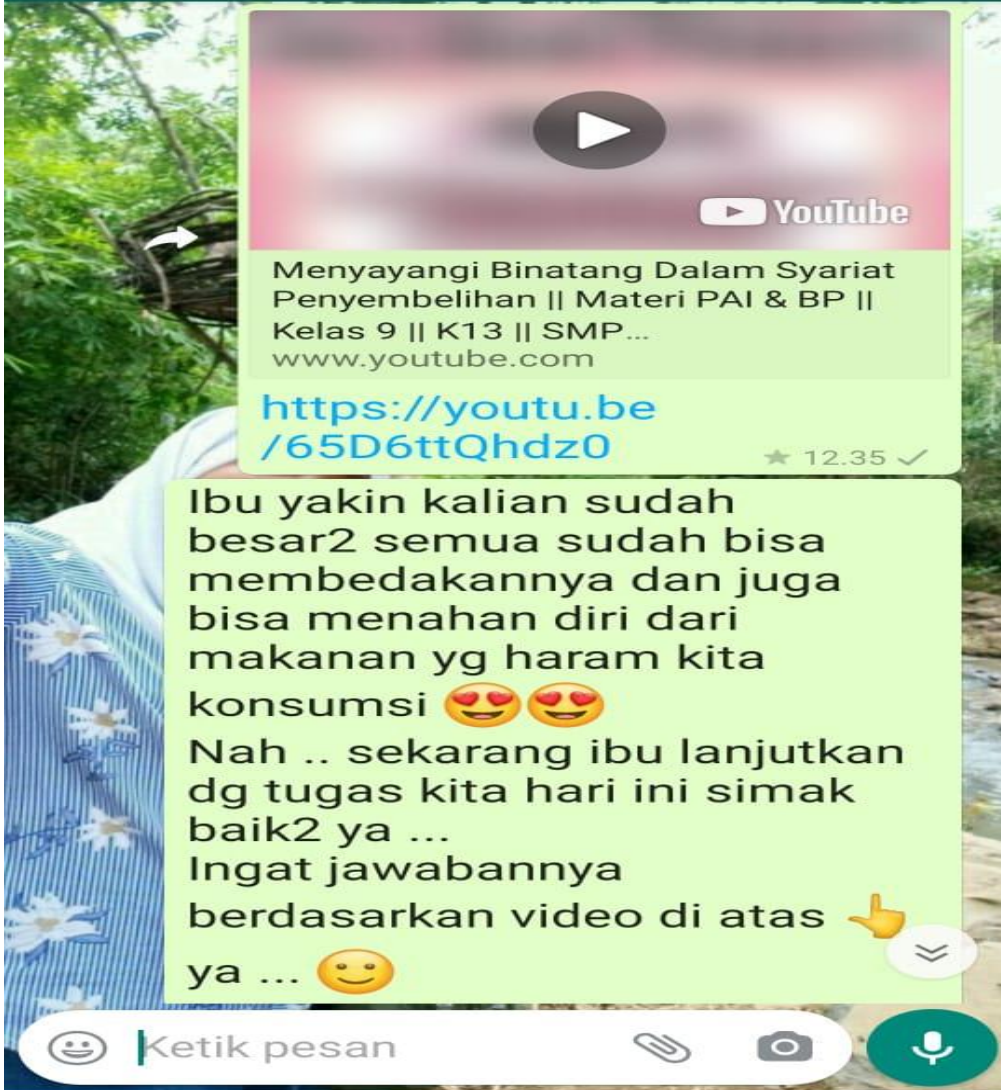 YouTube
Menyayangi Binatang Dalam Syariat
Penyembelihan || Materi PAI & BP ||
Kelas 9 || K13 || SMP...
www.youtube.com
https://youtu.be
/65D6ttQhdz0
12.35
Ibu yakin kalian sudah
besar2 semua sudah bisa
membedakannya dan juga
bisa menahan diri dari
makanan yg haram kita
konsumsi 😍😍
Nah .. sekarang ibu lanjutkan
dg tugas kita hari ini simak
baik2 ya ...
Ingat jawabannya
berdasarkan video di atas 👆
ya ... 🙂
Ketik pesan